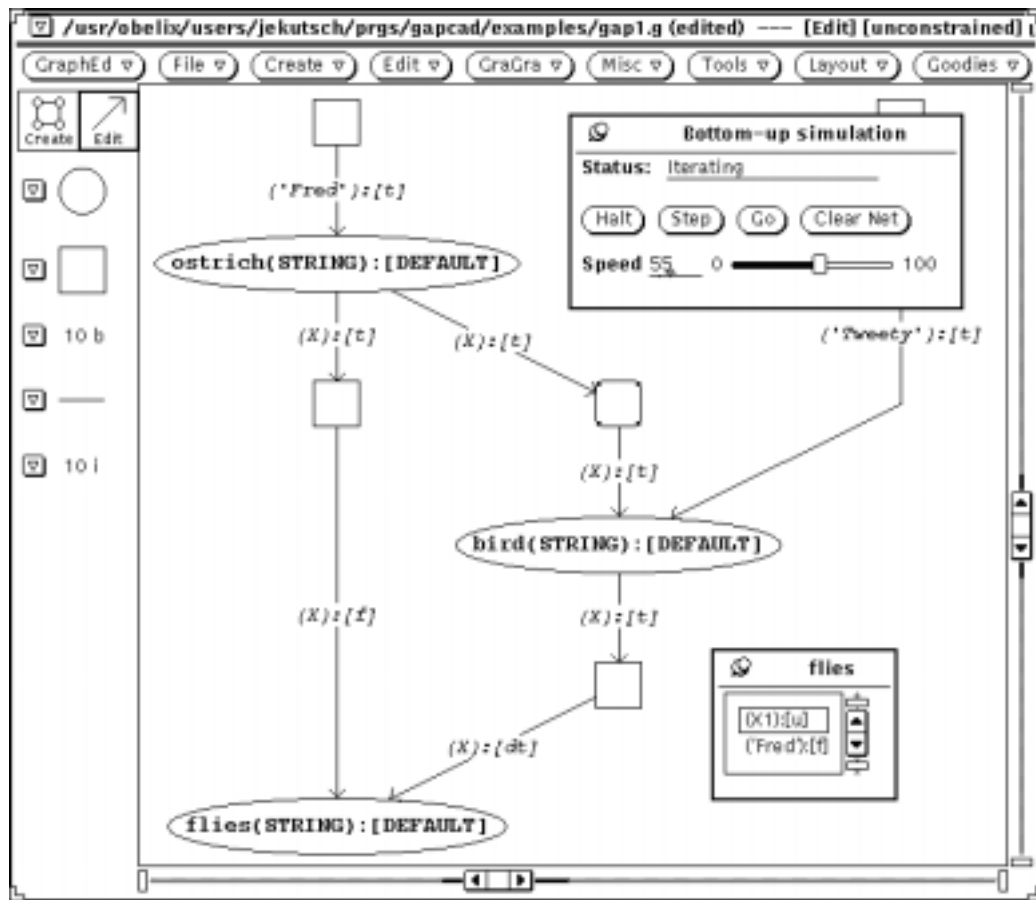 /usr/obelix/users/jekutsch/prgs/gapcad/examples/gap1.g (edited) --- [Edit] [unconstrained]
GraphEd File Create Edit GraGra Misc Tools Layout Goodies
Create Edit
10 b
10 i
Bottom-up simulation
Status: Iterating
Halt Step Go Clear Net
Speed 55 0 100
('Fred'):[t]
ostrich(STRING):[DEFAULT]
(X):[t]
(X):[t]
('Tweety'):[t]
(X):[t]
bird(STRING):[DEFAULT]
(X):[f]
(X):[t]
flies
(X1):[u]
('Fred'):[f]
(X):[dt]
flies(STRING):[DEFAULT]